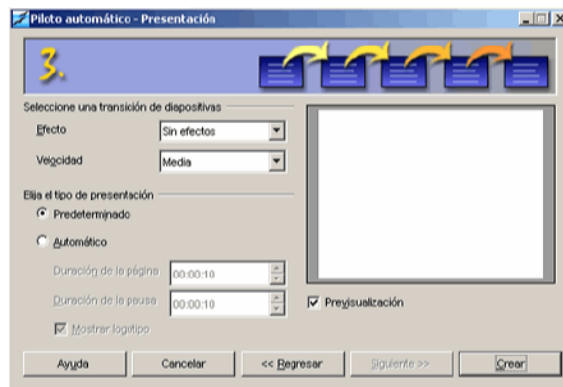 Piloto automático - Presentación
3.
Seleccione una transición de diapositivas
Efecto
Sin efectos
Velocidad
Media
Elija el tipo de presentación
Predeterminado
Automático
Duración de la página
00:00:10
Duración de la pausa
00:00:10
Previsualización
Mostrar logotipo
Ayuda
Cancelar
<< Regresar
Siguiente >>
Crear